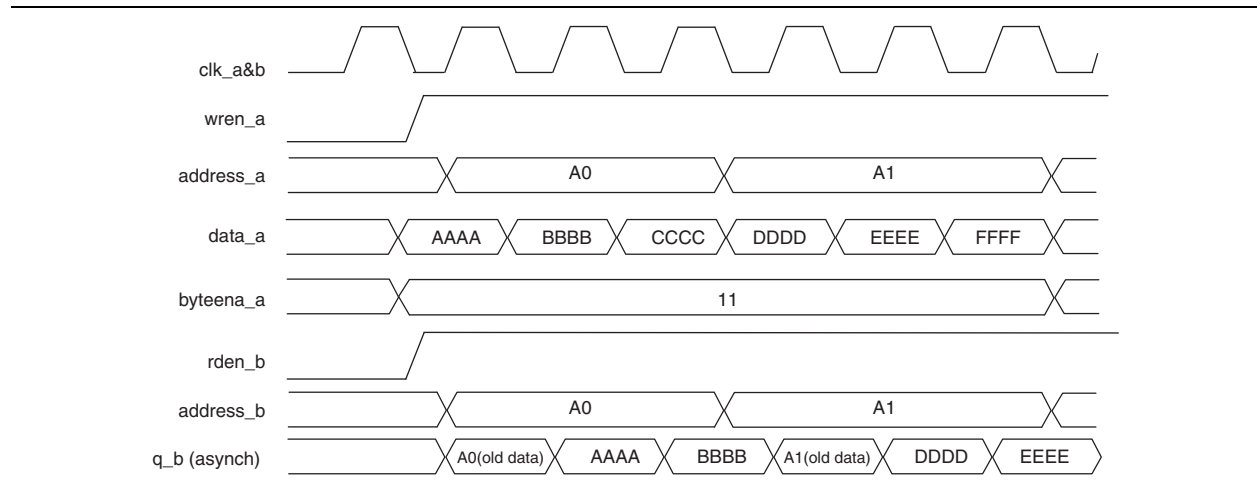 clk_a&b
wren_a
address_a A0 A1
data_a AAAA BBBB CCCC DDDD EEEE FFFF
byteena_a 11
rden_b
address_b A0 A1
q_b (asynch) A0(old data) AAAA BBBB A1(old data) DDDD EEEE